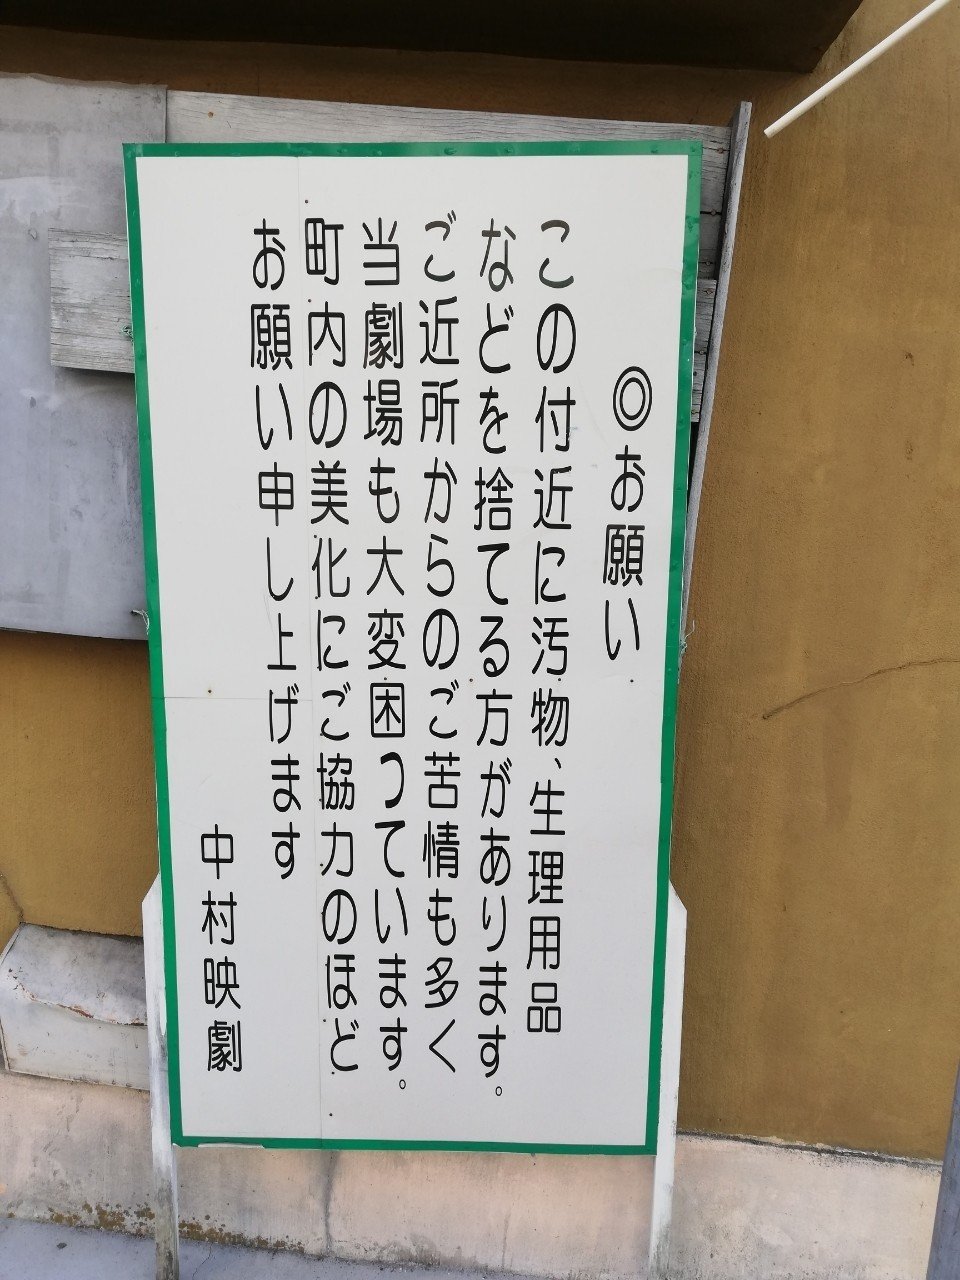 ◎お願い
この付近に汚物、生理用品
などを捨てる方があります。
ご近所からのご苦情も多く
当劇場も大変困っています。
町内の美化にご協力のほど
お願い申し上げます
中村映劇